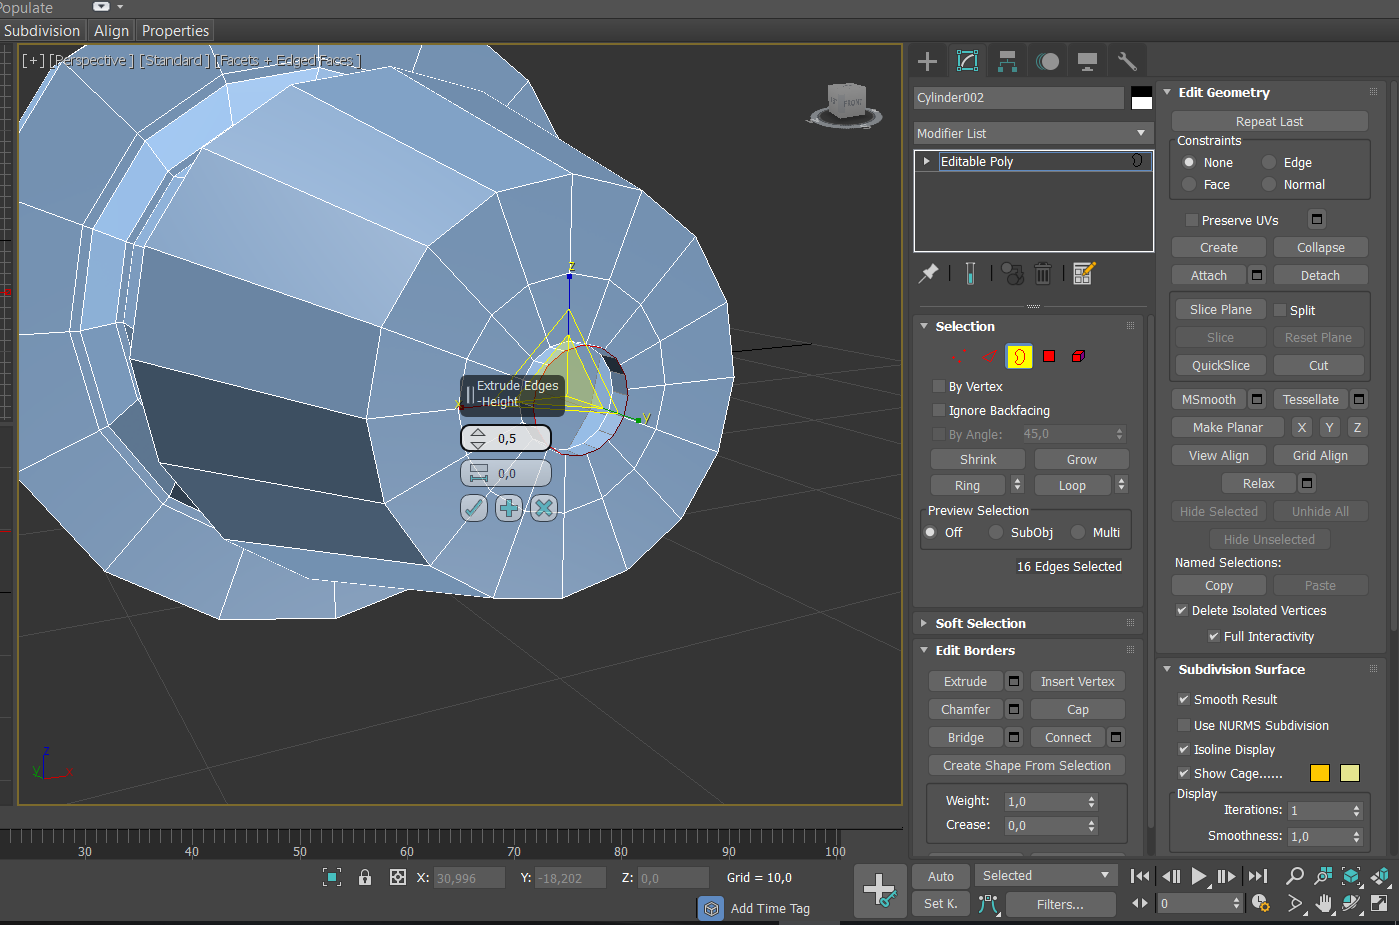 Populate
Subdivision
Align
Properties
[+] [Perspective ] [Standard ] [Facets + Edged Faces ]
FRONT
z
x
y
Extrude Edges
-Height
0,5
0,0
z
y
x
30
40
50
60
70
80
90
100
X: 30,996
Y: -18,202
Z: 0,0
Grid = 10,0
Add Time Tag
Cylinder002
Modifier List
Editable Poly
Selection
By Vertex
Ignore Backfacing
By Angle: 45,0
Shrink
Grow
Ring
Loop
Preview Selection
Off
SubObj
Multi
16 Edges Selected
Soft Selection
Edit Borders
Extrude
Insert Vertex
Chamfer
Cap
Bridge
Connect
Create Shape From Selection
Weight: 1,0
Crease: 0,0
Edit Geometry
Repeat Last
Constraints
None
Edge
Face
Normal
Preserve UVs
Create
Collapse
Attach
Detach
Slice Plane
Split
Slice
Reset Plane
QuickSlice
Cut
MSmooth
Tessellate
Make Planar
X
Y
Z
View Align
Grid Align
Relax
Hide Selected
Unhide All
Hide Unselected
Named Selections:
Copy
Paste
Delete Isolated Vertices
Full Interactivity
Subdivision Surface
Smooth Result
Use NURMS Subdivision
Isoline Display
Show Cage......
Display
Iterations: 1
Smoothness: 1,0
Auto
Selected
Set K.
Filters...
0